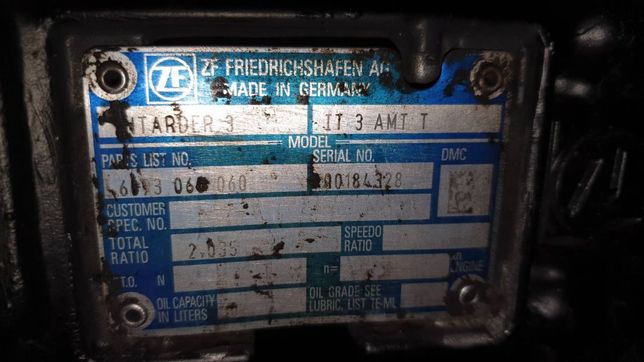 ZF
ZF FRIEDRICHSHAFEN AG
MADE IN GERMANY
NTARDER 3 IT 3 AMT T
MODEL
PARTS LIST NO. SERIAL NO. DMC
CUSTOMER
SPEC. NO.
TOTAL
RATIO
SPEEDO
RATIO
N n= ENGINE
OIL CAPACITY
IN LITERS
OIL GRADE SEE
LUBRIC. LIST TE-ML